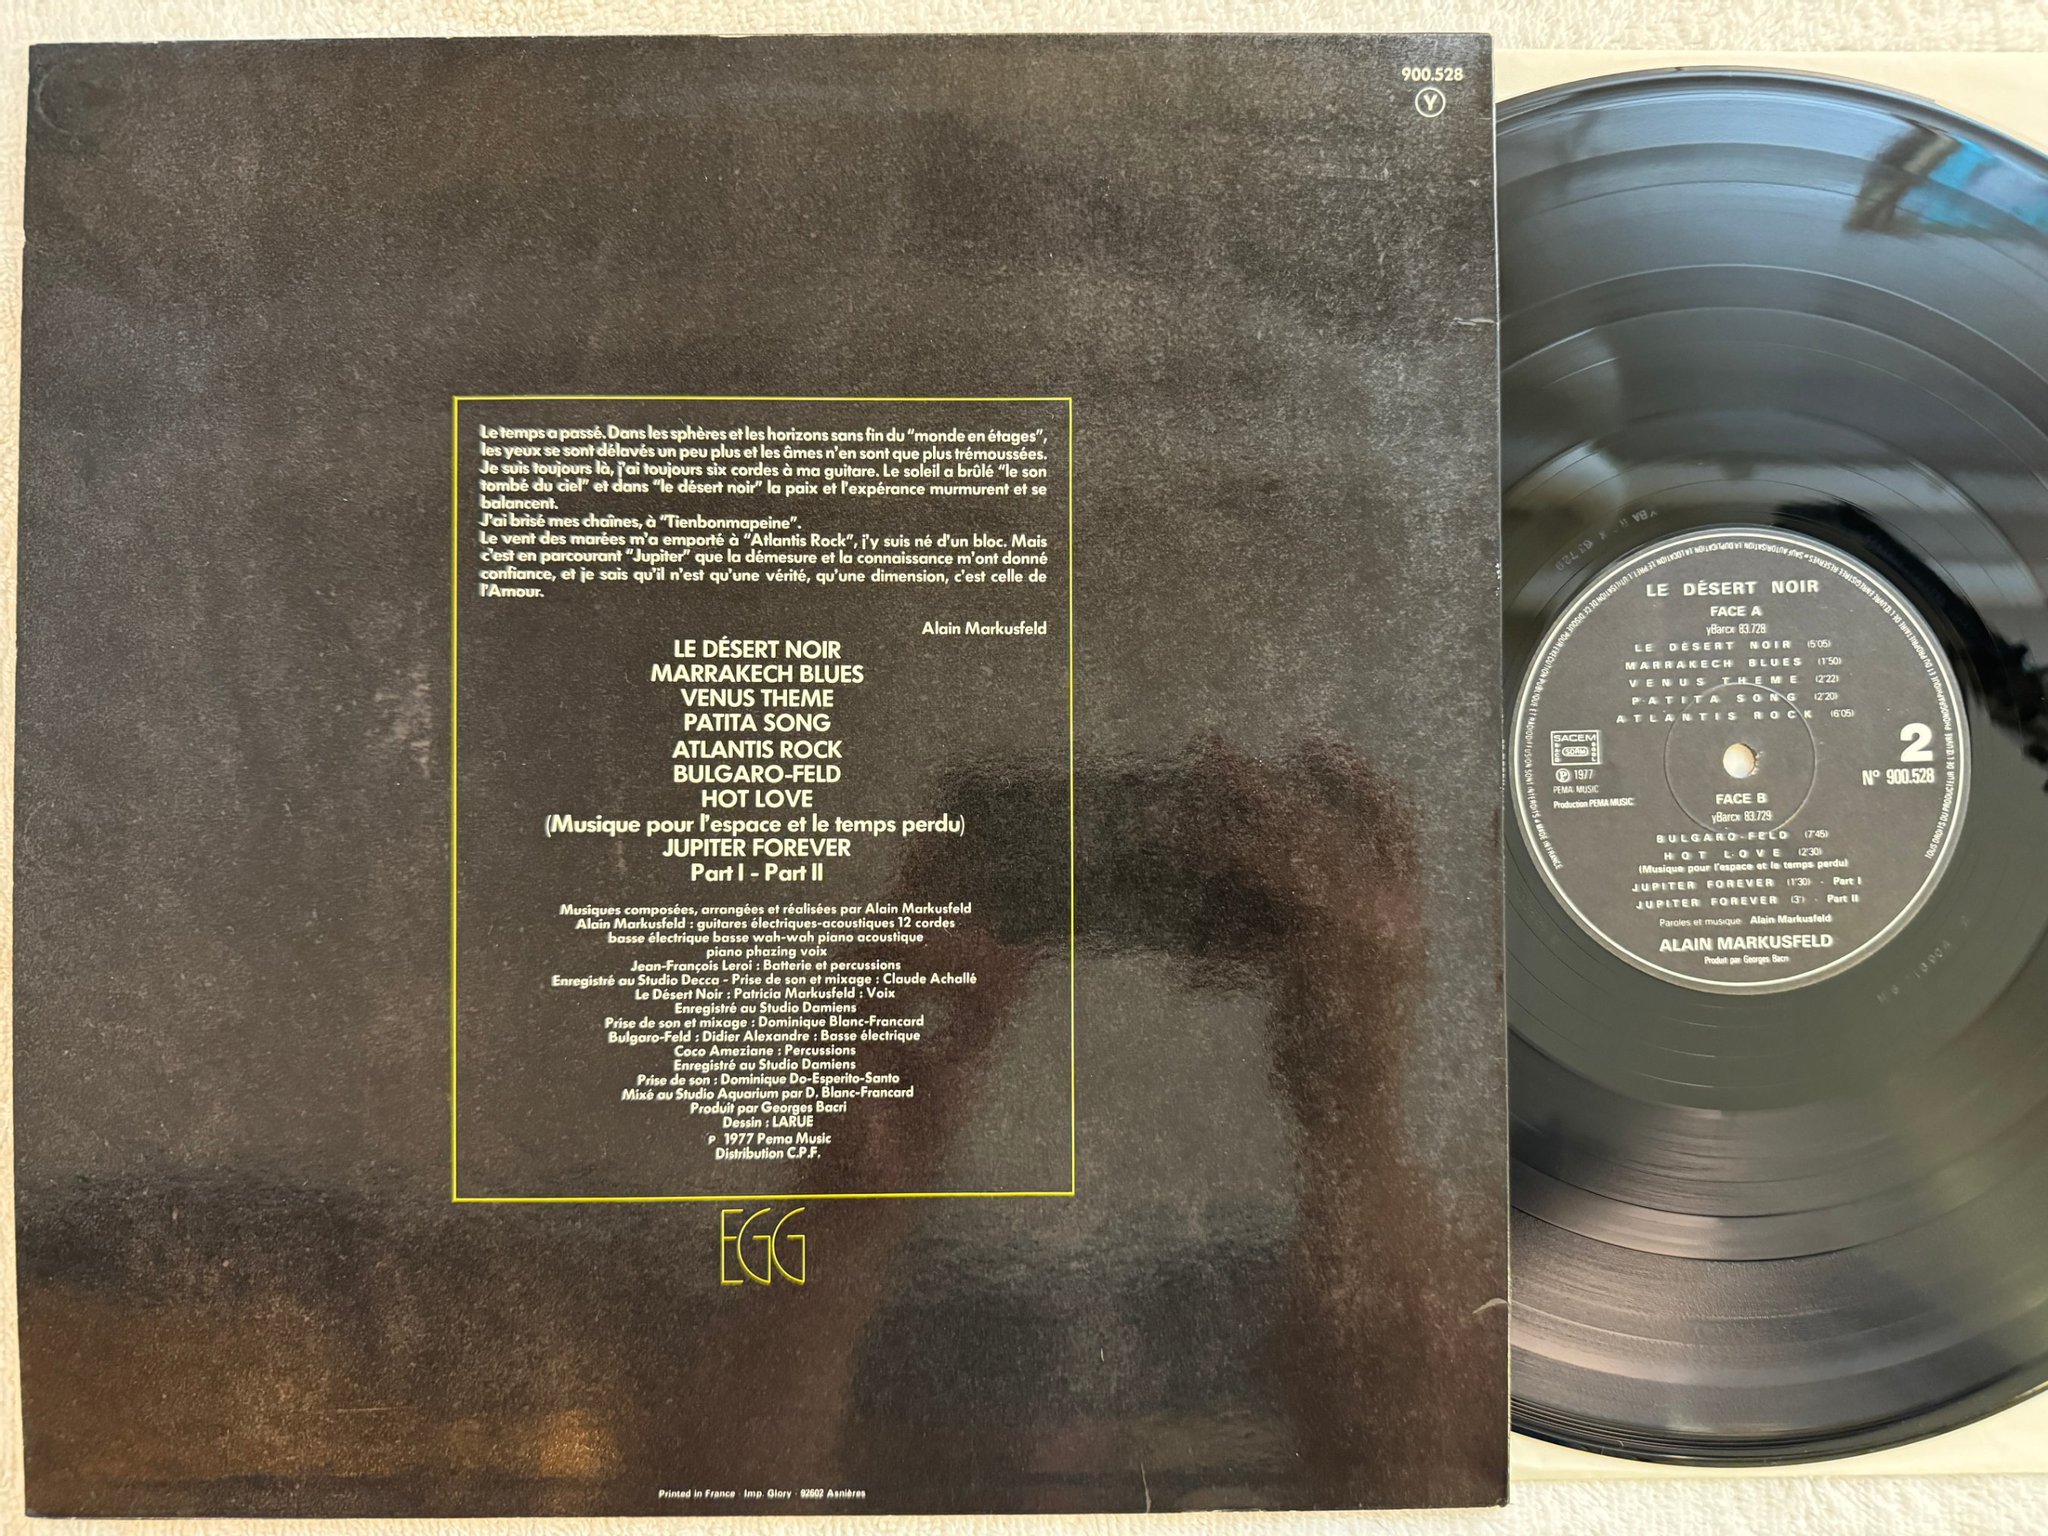 900.528
Y
Le temps a passé. Dans les sphères et les horizons sans fin du "monde en étages",
les yeux se sont délavés un peu plus et les âmes n'en sont que plus trémoussées.
Je suis toujours là, j'ai toujours six cordes à ma guitare. Le soleil a brûlé "le son
tombé du ciel" et dans "le désert noir" la paix et l'expérance murmurent et se
balancent.
J'ai brisé mes chaînes, à "Tienbonmapeine".
Le vent des marées m'a emporté à "Atlantis Rock", j'y suis né d'un bloc. Mais
c'est en parcourant "Jupiter" que la démesure et la connaissance m'ont donné
confiance, et je sais qu'il n'est qu'une vérité, qu'une dimension, c'est celle de
l'Amour.
Alain Markusfeld
LE DÉSERT NOIR
MARRAKECH BLUES
VENUS THEME
PATITA SONG
ATLANTIS ROCK
BULGARO-FELD
HOT LOVE
(Musique pour l'espace et le temps perdu)
JUPITER FOREVER
Part I - Part II
Musiques composées, arrangées et réalisées par Alain Markusfeld
Alain Markusfeld : guitares électriques-acoustiques 12 cordes
basse électrique basse wah-wah piano acoustique
piano phazing voix
Jean-François Leroi : Batterie et percussions
Enregistré au Studio Decca - Prise de son et mixage : Claude Achallé
Le Désert Noir : Patricia Markusfeld : Voix
Enregistré au Studio Damiens
Prise de son et mixage : Dominique Blanc-Francard
Bulgaro-Feld : Didier Alexandre : Basse électrique
Coco Ameziane : Percussions
Enregistré au Studio Damiens
Prise de son : Dominique Do-Esperito-Santo
Mixé au Studio Aquarium par D. Blanc-Francard
Produit par Georges Bacri
Dessin : LARUE
℗ 1977 Pema Music
Distribution C.P.F.
EGG
Printed in France - Imp. Glory - 92602 Asnières
LE DÉSERT NOIR
FACE A
yBarcx 83.728
LE DÉSERT NOIR (5'05)
MARRAKECH BLUES (1'50)
VENUS THEME (2'22)
PATITA SONG (2'20)
ATLANTIS ROCK (6'05)
SACEM
SDRM
℗ 1977
PEMA MUSIC
Production PEMA MUSIC
2
N° 900.528
FACE B
yBarcx 83.729
BULGARO-FELD (7'45)
HOT LOVE (2'30)
(Musique pour l'espace et le temps perdu)
JUPITER FOREVER (1'30) - Part I
JUPITER FOREVER (3') - Part II
Paroles et musique Alain Markusfeld
ALAIN MARKUSFELD
Produit par Georges Bacri
MADE IN FRANCE